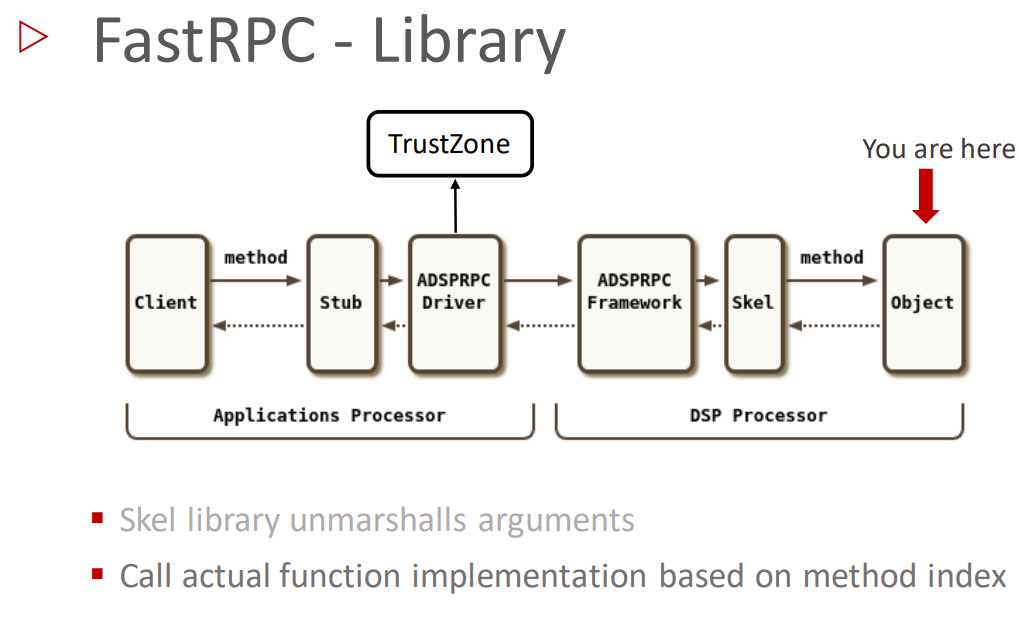 FastRPC - Library
TrustZone
You are here
method
method
Client
Stub
ADSPRPC
Driver
ADSPRPC
Framework
Skel
Object
Applications Processor
DSP Processor
Skel library unmarshalls arguments
Call actual function implementation based on method index